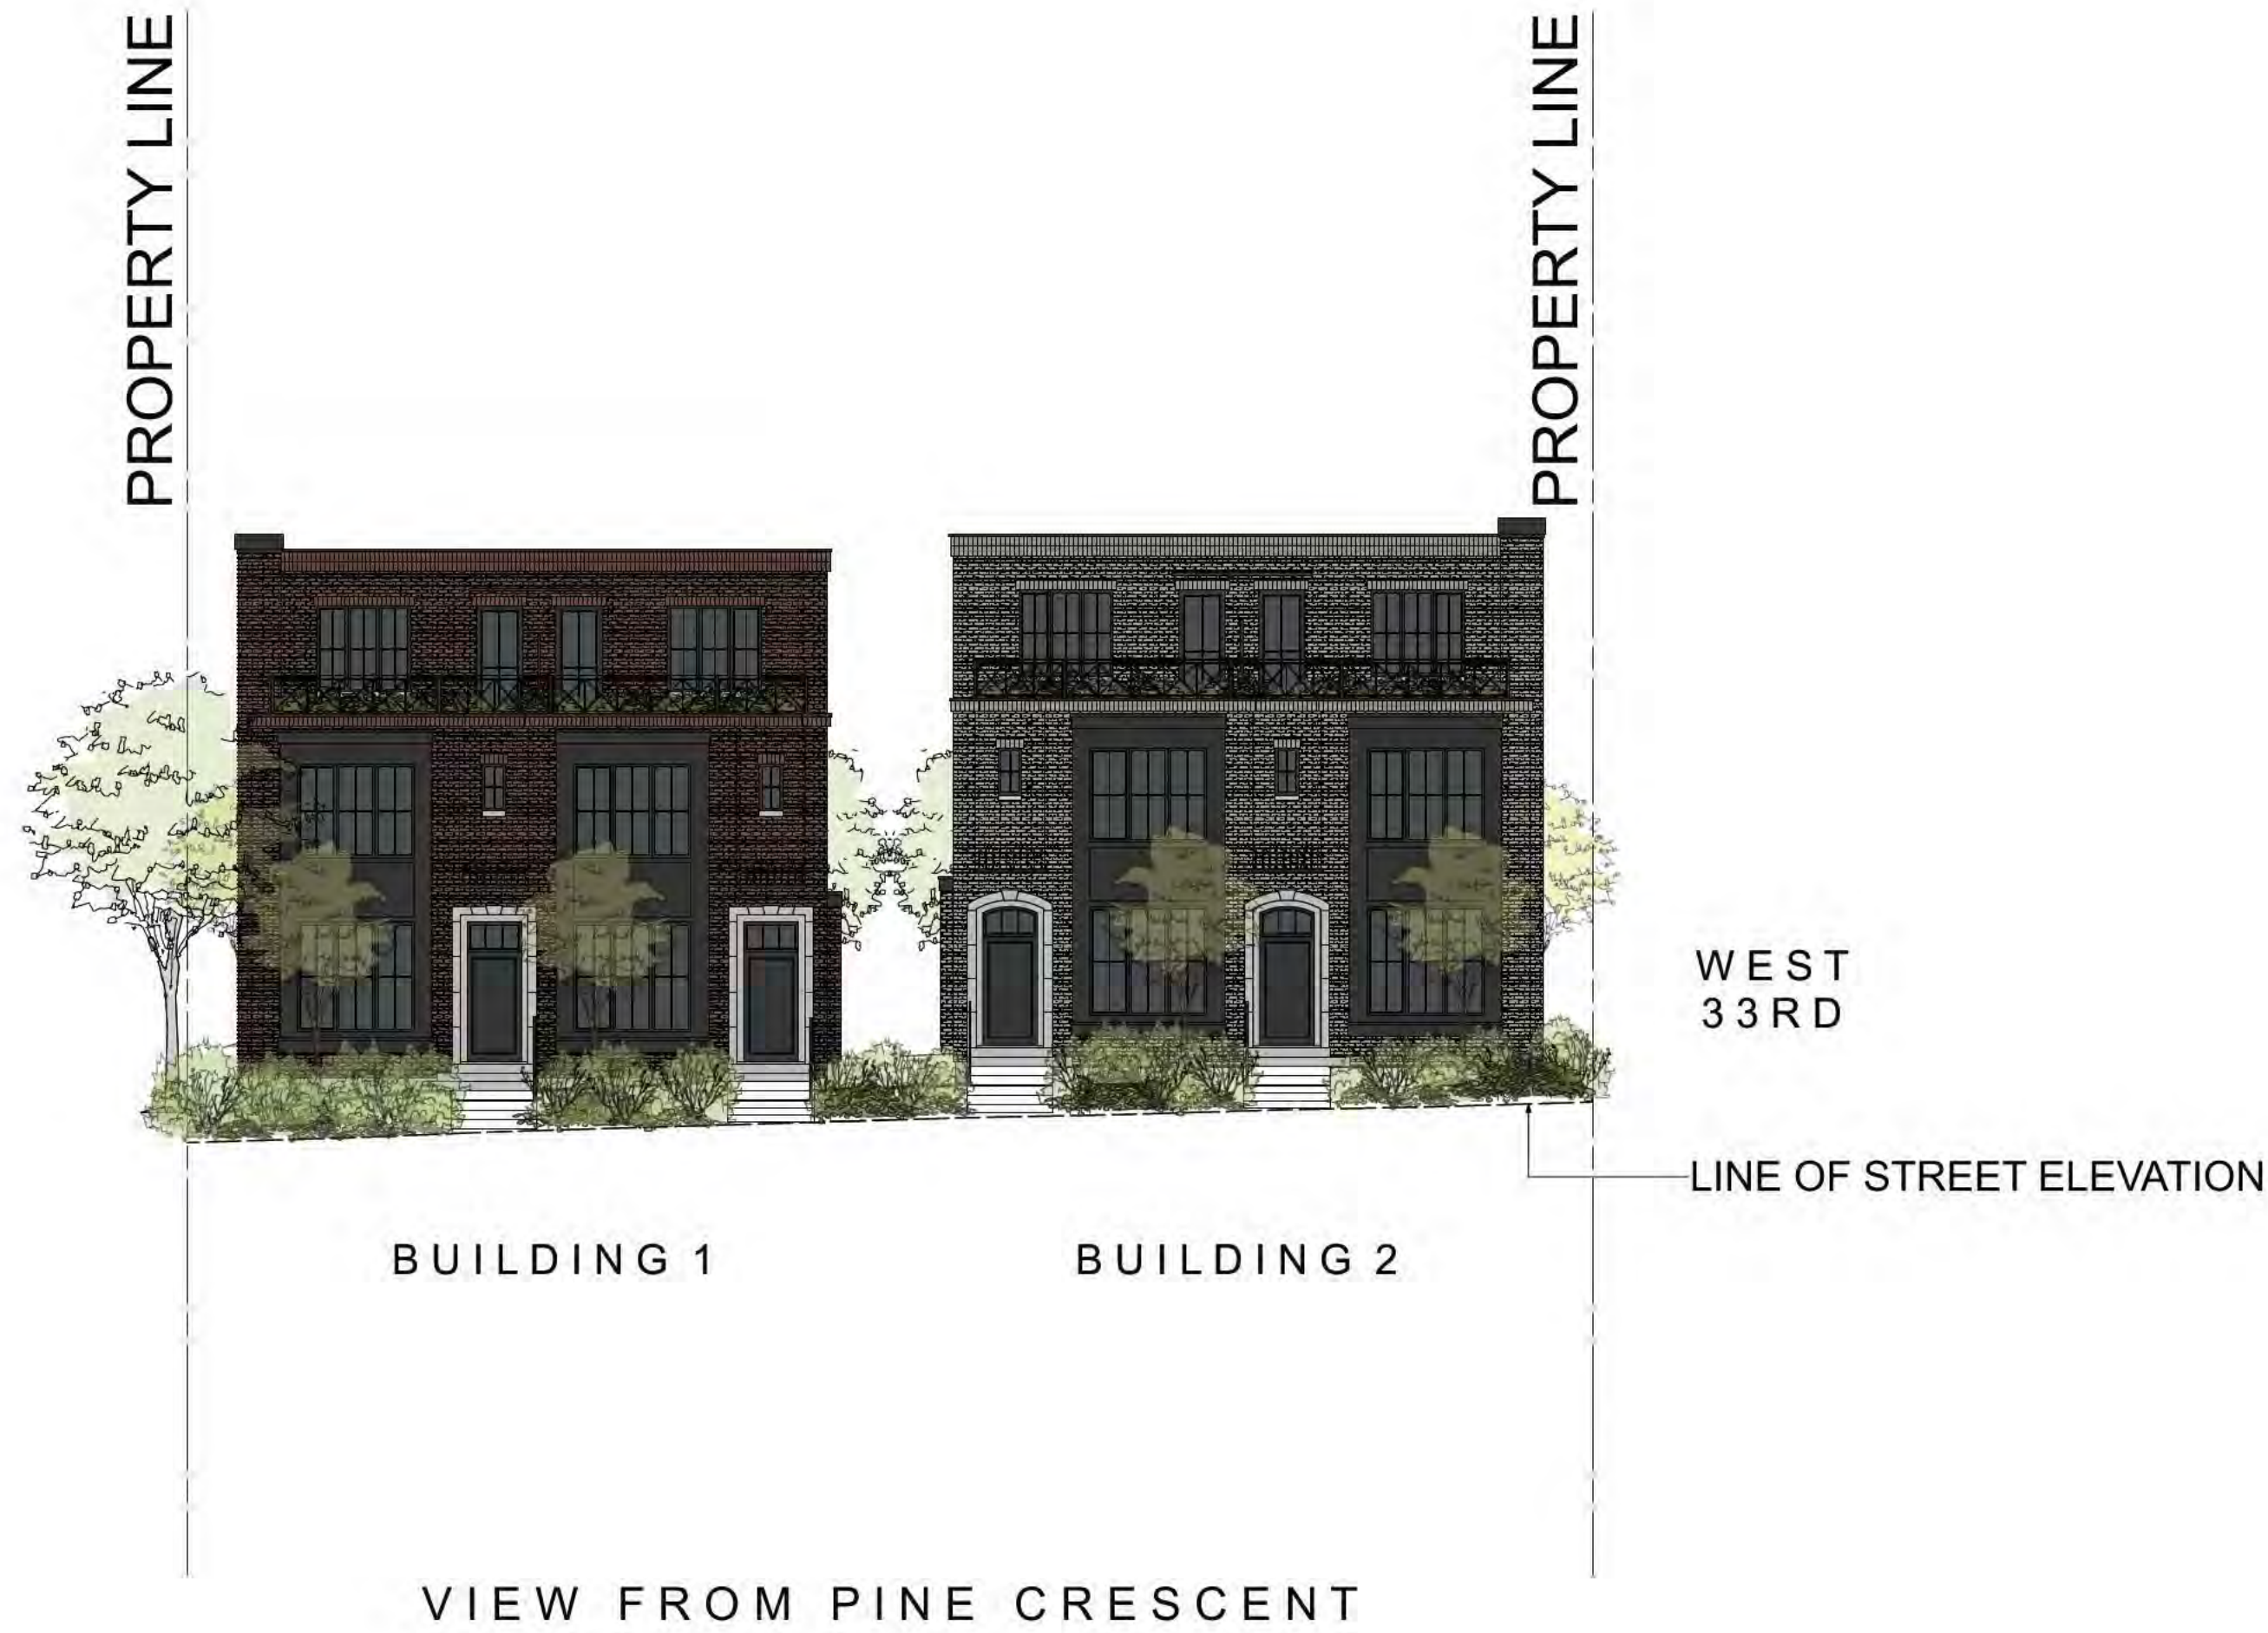 PROPERTY LINE
PROPERTY LINE
WEST
33RD
LINE OF STREET ELEVATION
BUILDING 1
BUILDING 2
VIEW FROM PINE CRESCENT